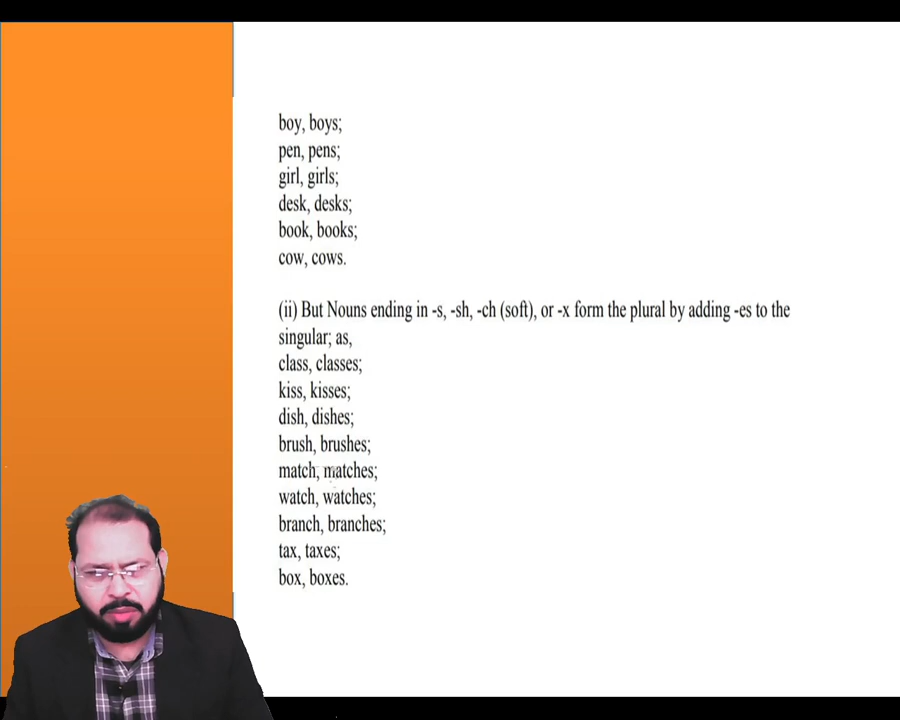 boy, boys;
pen, pens;
girl, girls;
desk, desks;
book, books;
cow, cows.
(ii) But Nouns ending in -s, -sh, -ch (soft), or -x form the plural by adding -es to the
singular; as,
class, classes;
kiss, kisses;
dish, dishes;
brush, brushes;
match, matches;
watch, watches;
branch, branches;
tax, taxes;
box, boxes.